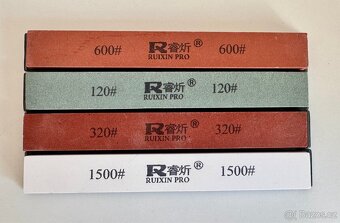 600# R睿炘® 600#
RUIXIN PRO
120# R睿炘® 120#
RUIXIN PRO
320# R睿炘® 320#
RUIXIN PRO
1500# R睿炘® 1500#
RUIXIN PRO